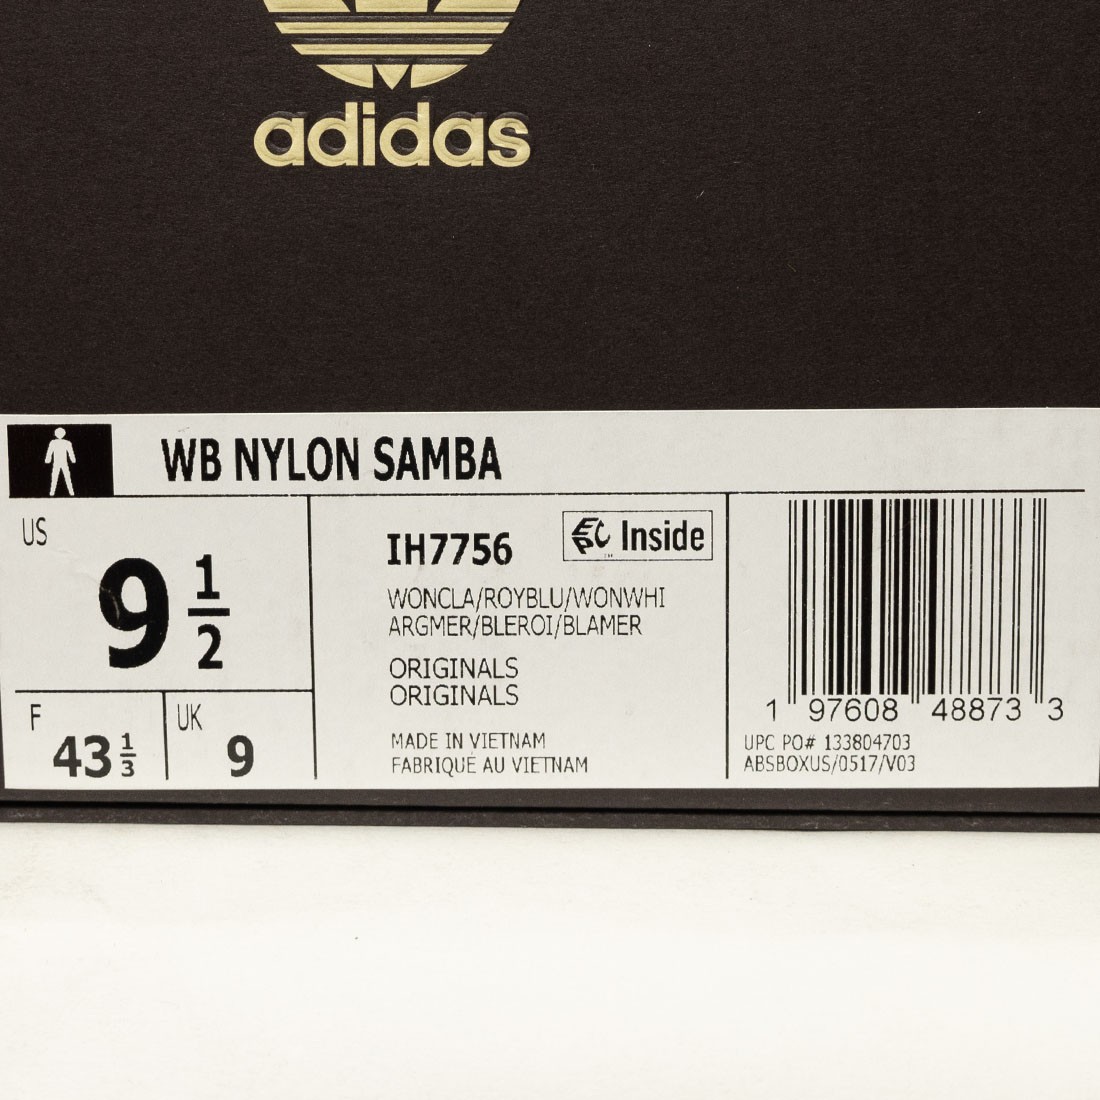 adidas
WB NYLON SAMBA
US
9 1/2
F
43 1/3
UK
9
IH7756
EPC Inside
WONCLA/ROYBLU/WONWHI
ARGMER/BLEROI/BLAMER
ORIGINALS
ORIGINALS
MADE IN VIETNAM
FABRIQUÉ AU VIETNAM
1 97608 48873 3
UPC PO# 133804703
ABSBOXUS/0517/V03